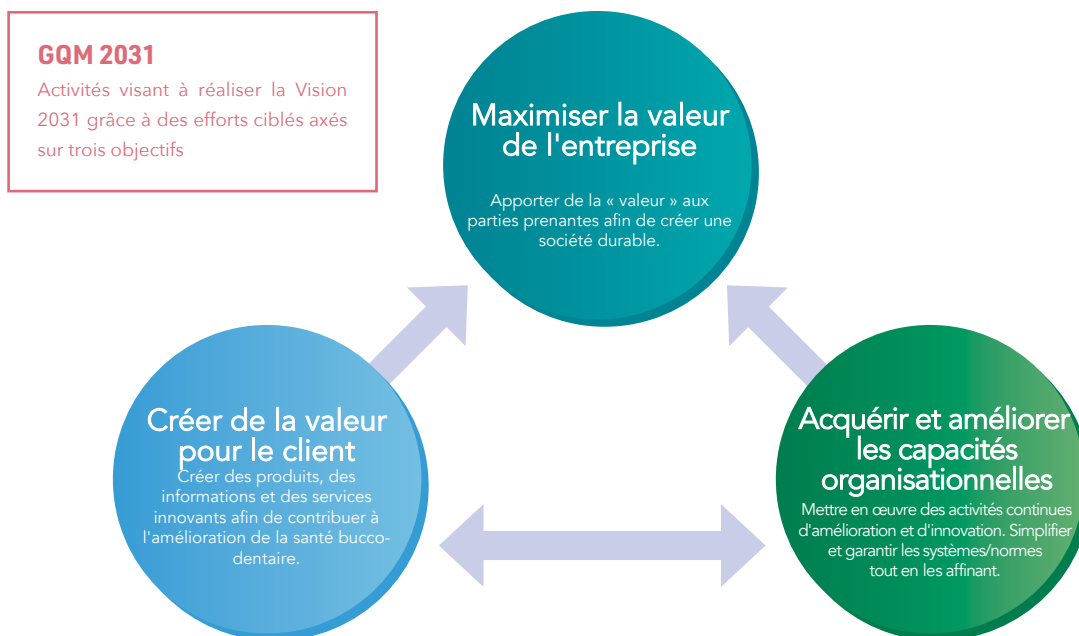 GQM 2031
Activités visant à réaliser la Vision
2031 grâce à des efforts ciblés axés
sur trois objectifs
Maximiser la valeur
de l'entreprise
Apporter de la « valeur » aux
parties prenantes afin de créer une
société durable.
Créer de la valeur
pour le client
Créer des produits, des
informations et des services
innovants afin de contribuer à
l'amélioration de la santé bucco-
dentaire.
Acquérir et améliorer
les capacités
organisationnelles
Mettre en œuvre des activités continues
d'amélioration et d'innovation. Simplifier
et garantir les systèmes/normes
tout en les affinant.